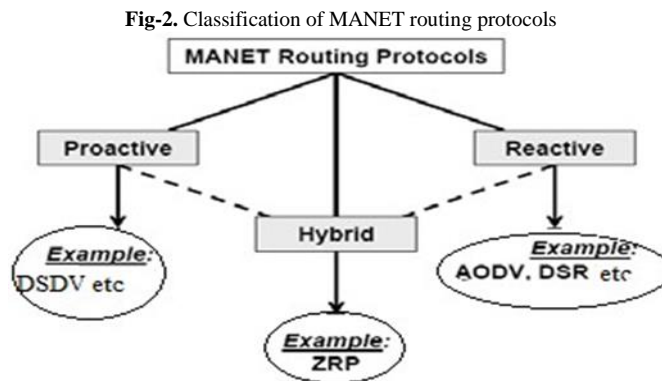 Fig-2. Classification of MANET routing protocols
MANET Routing Protocols
Proactive
Reactive
Hybrid
Example:
DSDV etc
Example:
AODV, DSR etc
Example:
ZRP